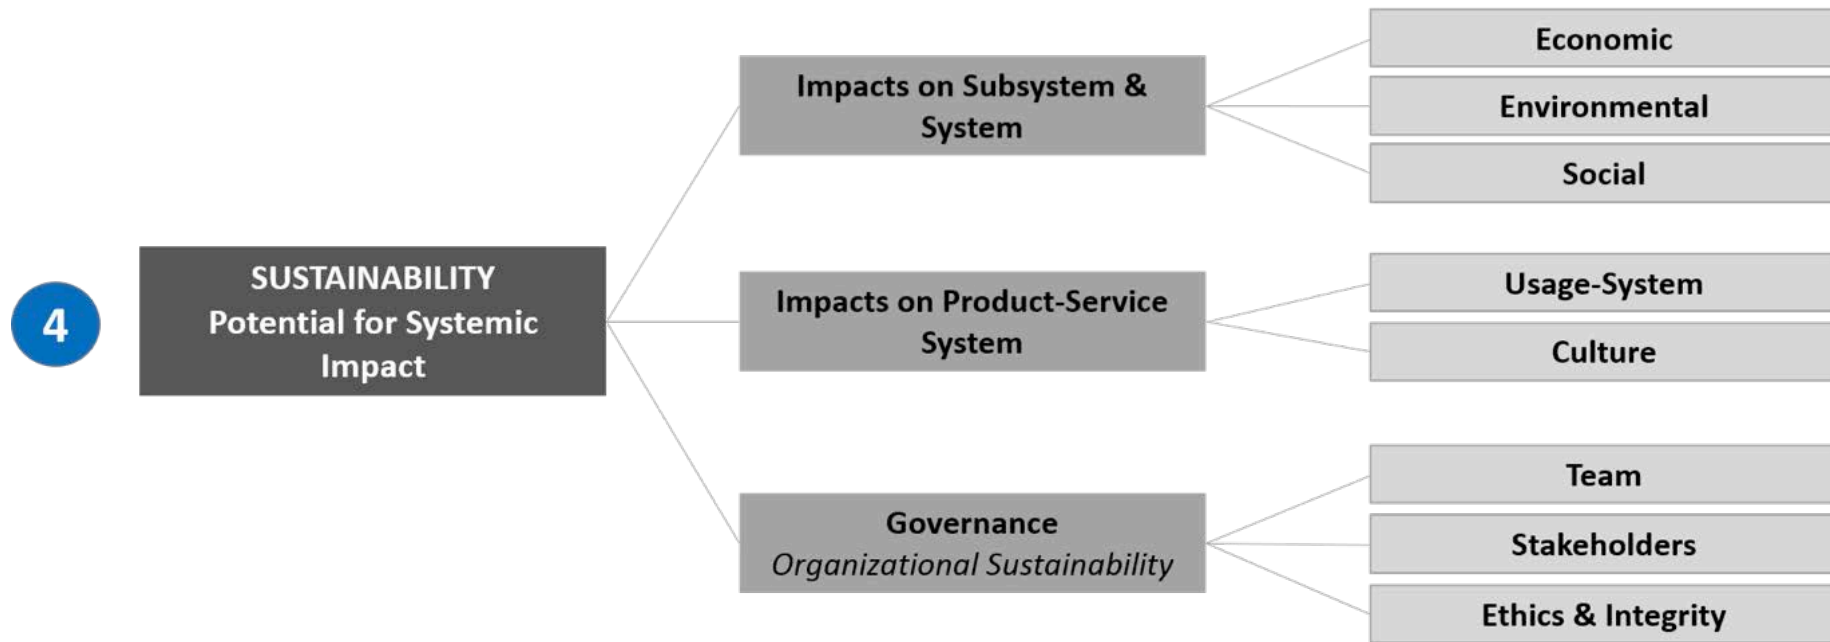 4
SUSTAINABILITY
Potential for Systemic
Impact
Impacts on Subsystem &
System
Economic
Environmental
Social
Impacts on Product-Service
System
Usage-System
Culture
Governance
Organizational Sustainability
Team
Stakeholders
Ethics & Integrity